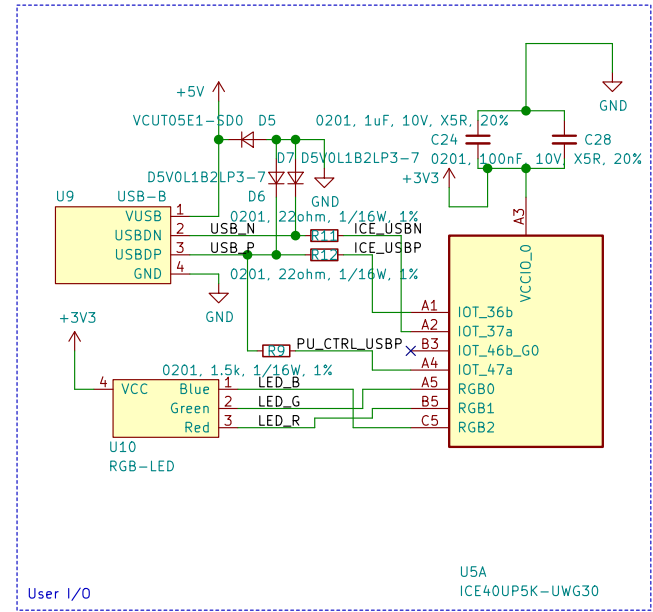 +5V
GND
VCUT05E1-SD0 D5
0201, 1uF, 10V, X5R, 20%
C24
C28
D7 D5V0L1B2LP3-7
0201, 100nF, 10V, X5R, 20%
D5V0L1B2LP3-7
+3V3
D6
GND
U9
USB-B
A3
VCCIO_0
VUSB 1
0201, 22ohm, 1/16W, 1%
USBDN 2
USB_N
R11
ICE_USBN
USBDP 3
USB_P
R12
ICE_USBP
GND 4
0201, 22ohm, 1/16W, 1%
GND
A1 IOT_36b
+3V3
A2 IOT_37a
R9
PU_CTRL_USBP
B3 IOT_46b_G0
0201, 1.5k, 1/16W, 1%
A4 IOT_47a
4 VCC
Blue 1
LED_B
A5 RGB0
Green 2
LED_G
B5 RGB1
Red 3
LED_R
C5 RGB2
U10
RGB-LED
U5A
ICE40UP5K-UWG30
User I/O